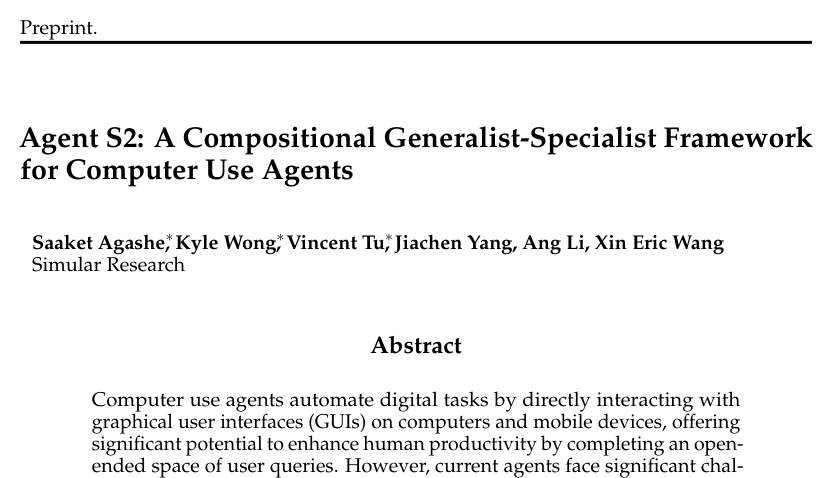 Preprint.
Agent S2: A Compositional Generalist-Specialist Framework
for Computer Use Agents
Saaket Agashe,* Kyle Wong,* Vincent Tu,* Jiachen Yang, Ang Li, Xin Eric Wang
Simular Research
Abstract
Computer use agents automate digital tasks by directly interacting with
graphical user interfaces (GUIs) on computers and mobile devices, offering
significant potential to enhance human productivity by completing an open-
ended space of user queries. However, current agents face significant chal-